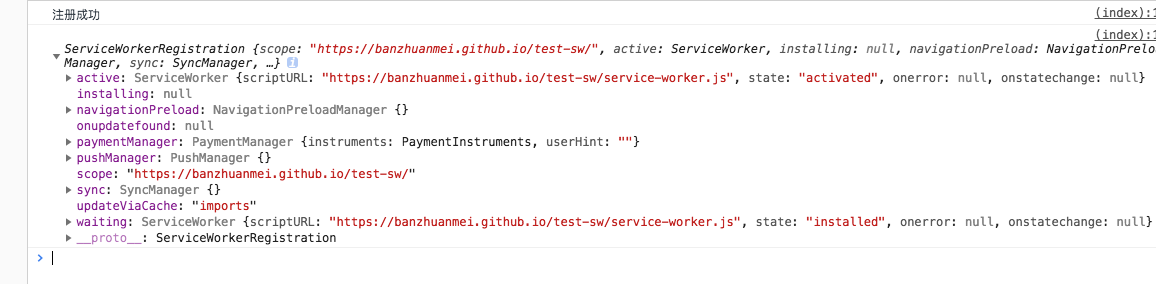 注册成功
(index):1
(index):1
ServiceWorkerRegistration {scope: "https://banzhuanmei.github.io/test-sw/", active: ServiceWorker, installing: null, navigationPreload: NavigationPrelo
Manager, sync: SyncManager, …} i
active: ServiceWorker {scriptURL: "https://banzhuanmei.github.io/test-sw/service-worker.js", state: "activated", onerror: null, onstatechange: null}
installing: null
navigationPreload: NavigationPreloadManager {}
onupdatefound: null
paymentManager: PaymentManager {instruments: PaymentInstruments, userHint: ""}
pushManager: PushManager {}
scope: "https://banzhuanmei.github.io/test-sw/"
sync: SyncManager {}
updateViaCache: "imports"
waiting: ServiceWorker {scriptURL: "https://banzhuanmei.github.io/test-sw/service-worker.js", state: "installed", onerror: null, onstatechange: null}
__proto__: ServiceWorkerRegistration